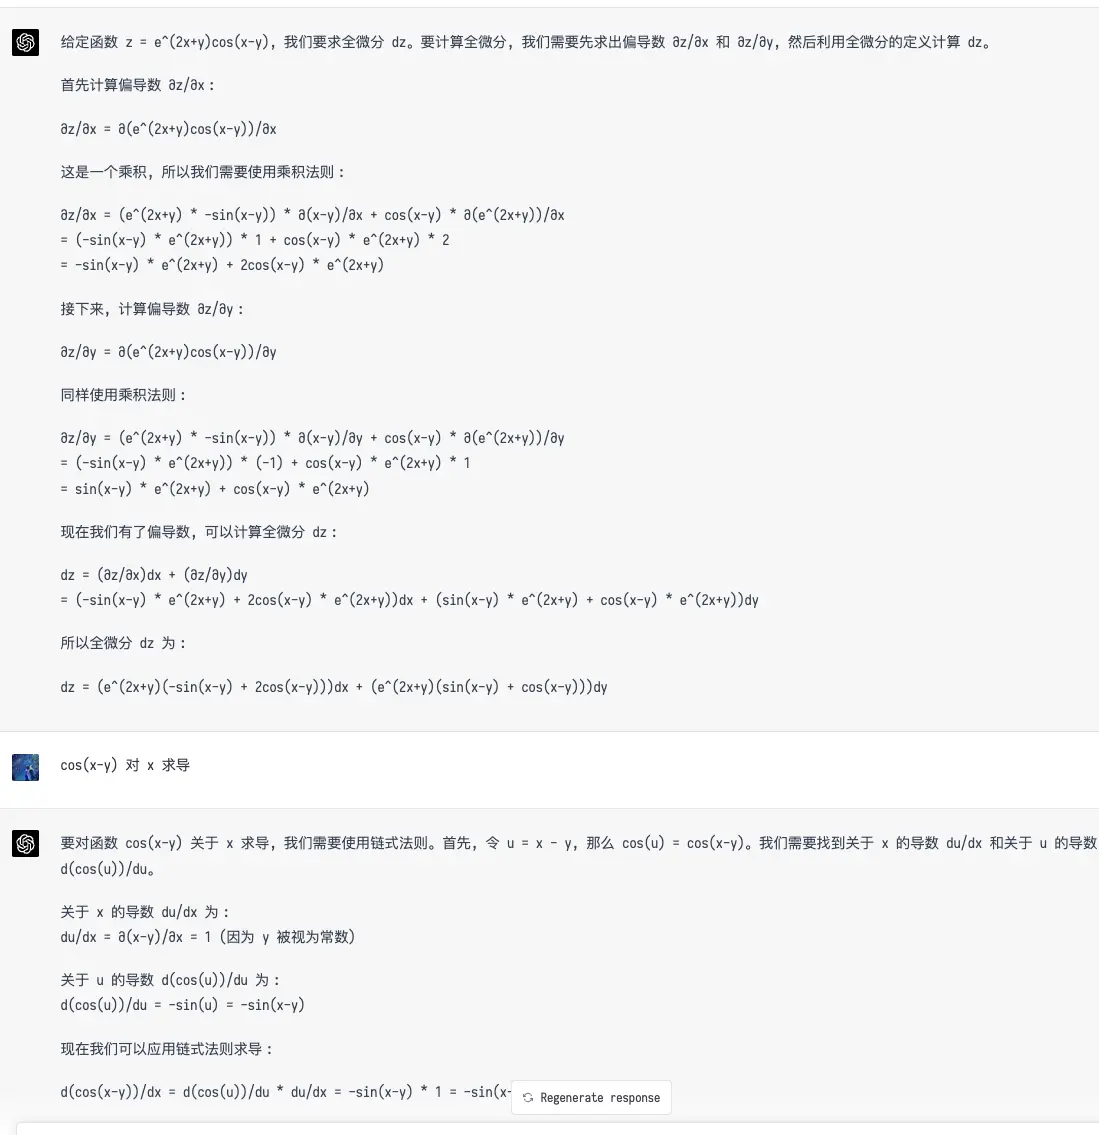 给定函数 z = e^(2x+y)cos(x-y)，我们要求全微分 dz。要计算全微分，我们需要先求出偏导数 ∂z/∂x 和 ∂z/∂y，然后利用全微分的定义计算 dz。
首先计算偏导数 ∂z/∂x：
∂z/∂x = ∂(e^(2x+y)cos(x-y))/∂x
这是一个乘积，所以我们需要使用乘积法则：
∂z/∂x = (e^(2x+y) * -sin(x-y)) * ∂(x-y)/∂x + cos(x-y) * ∂(e^(2x+y))/∂x
= (-sin(x-y) * e^(2x+y)) * 1 + cos(x-y) * e^(2x+y) * 2
= -sin(x-y) * e^(2x+y) + 2cos(x-y) * e^(2x+y)
接下来，计算偏导数 ∂z/∂y：
∂z/∂y = ∂(e^(2x+y)cos(x-y))/∂y
同样使用乘积法则：
∂z/∂y = (e^(2x+y) * -sin(x-y)) * ∂(x-y)/∂y + cos(x-y) * ∂(e^(2x+y))/∂y
= (-sin(x-y) * e^(2x+y)) * (-1) + cos(x-y) * e^(2x+y) * 1
= sin(x-y) * e^(2x+y) + cos(x-y) * e^(2x+y)
现在我们有了偏导数，可以计算全微分 dz：
dz = (∂z/∂x)dx + (∂z/∂y)dy
= (-sin(x-y) * e^(2x+y) + 2cos(x-y) * e^(2x+y))dx + (sin(x-y) * e^(2x+y) + cos(x-y) * e^(2x+y))dy
所以全微分 dz 为：
dz = (e^(2x+y)(-sin(x-y) + 2cos(x-y)))dx + (e^(2x+y)(sin(x-y) + cos(x-y)))dy
cos(x-y) 对 x 求导
要对函数 cos(x-y) 关于 x 求导，我们需要使用链式法则。首先，令 u = x - y，那么 cos(u) = cos(x-y)。我们需要找到关于 x 的导数 du/dx 和关于 u 的导数
d(cos(u))/du。
关于 x 的导数 du/dx 为：
du/dx = ∂(x-y)/∂x = 1 (因为 y 被视为常数)
关于 u 的导数 d(cos(u))/du 为：
d(cos(u))/du = -sin(u) = -sin(x-y)
现在我们可以应用链式法则求导：
d(cos(x-y))/dx = d(cos(u))/du * du/dx = -sin(x-y) * 1 = -sin(x-
Regenerate response